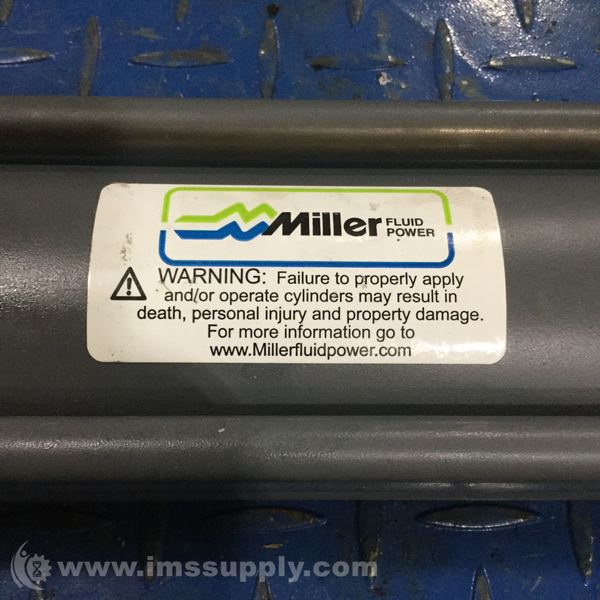 Miller FLUID
POWER
WARNING: Failure to properly apply
and/or operate cylinders may result in
death, personal injury and property damage.
For more information go to
www.Millerfluidpower.com
www.imssupply.com